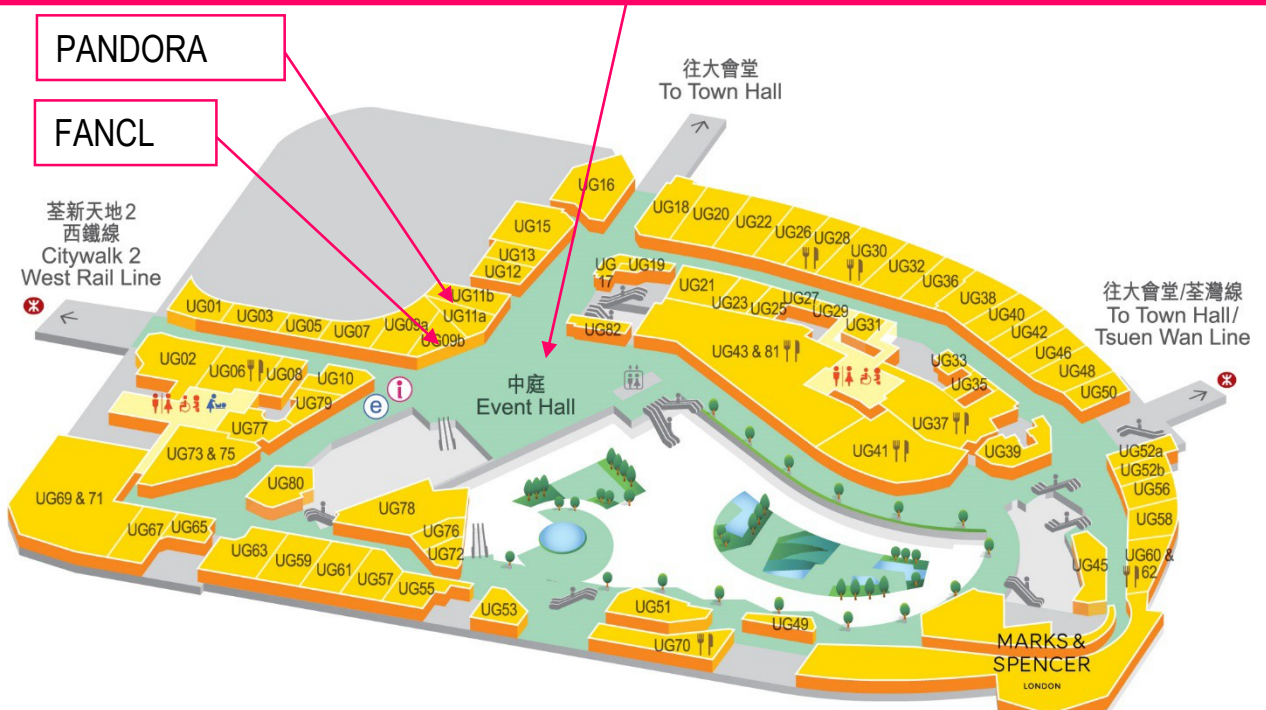 PANDORA
FANCL
往大會堂
To Town Hall
荃新天地2
西鐵線
Citywalk 2
West Rail Line
往大會堂/荃灣線
To Town Hall/
Tsuen Wan Line
UG16
UG15
UG13
UG12
UG11b
UG11a
UG09a
UG09b
UG01
UG03
UG05
UG07
UG02
UG06
UG08
UG10
UG79
UG77
UG73 & 75
UG69 & 71
UG67
UG65
UG80
UG78
UG76
UG72
UG63
UG59
UG61
UG57
UG55
UG53
UG51
UG70
UG49
UG18
UG20
UG22
UG26
UG28
UG30
UG32
UG36
UG38
UG40
UG42
UG46
UG48
UG50
UG
17
UG19
UG21
UG23
UG25
UG27
UG29
UG31
UG82
UG43 & 81
UG33
UG35
UG37
UG41
UG39
UG52a
UG52b
UG56
UG58
UG60 &
62
UG45
e
i
中庭
Event Hall
MARKS &
SPENCER
LONDON